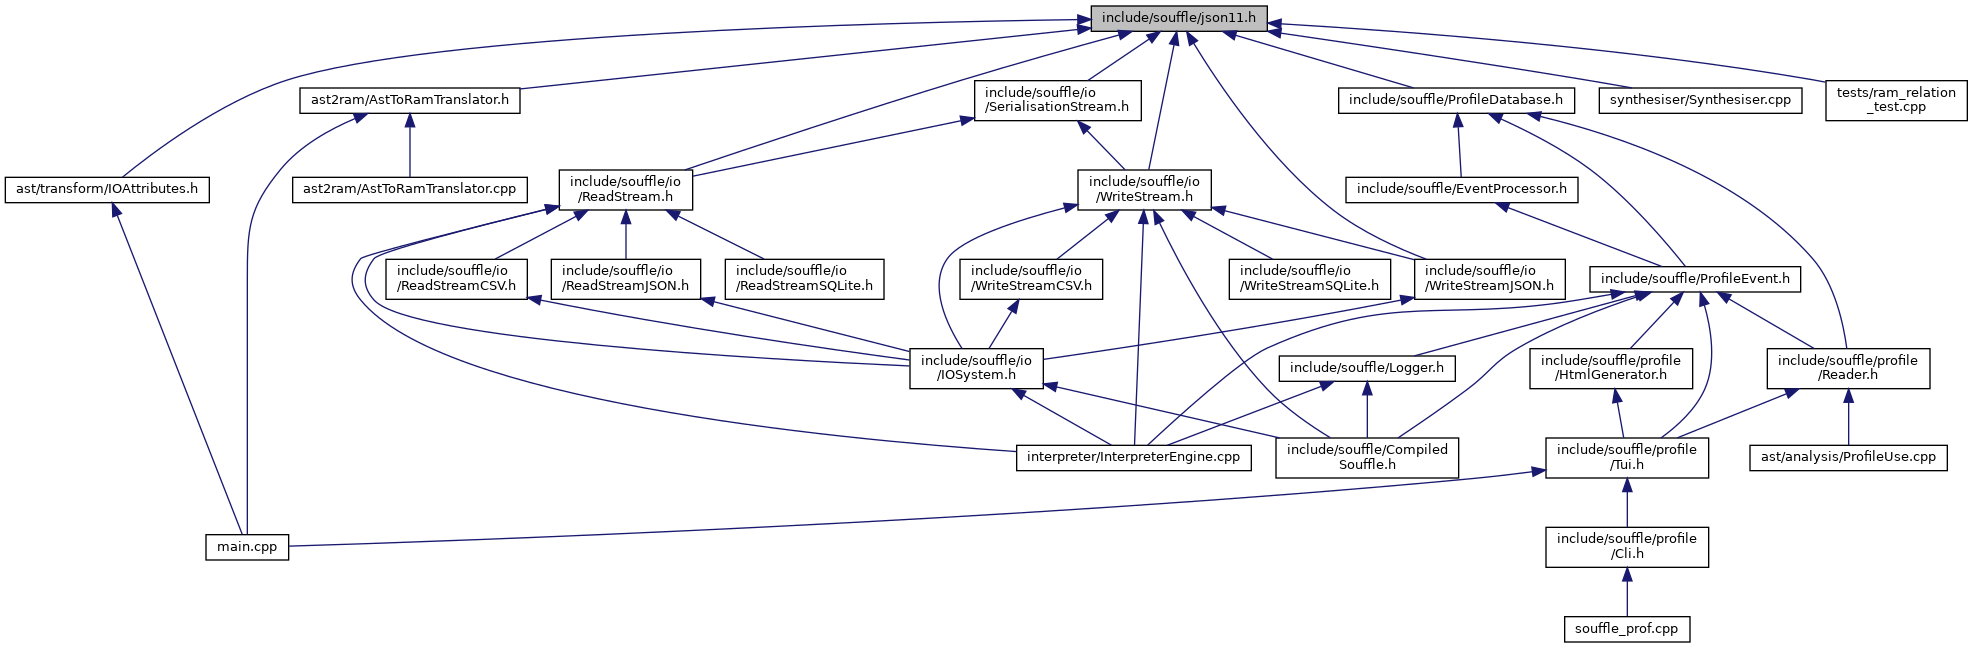 include/souffle/json11.h
ast2ram/AstToRamTranslator.h
include/souffle/io
/SerialisationStream.h
include/souffle/ProfileDatabase.h
synthesiser/Synthesiser.cpp
tests/ram_relation
_test.cpp
ast/transform/IOAttributes.h
ast2ram/AstToRamTranslator.cpp
include/souffle/io
/ReadStream.h
include/souffle/io
/WriteStream.h
include/souffle/EventProcessor.h
include/souffle/io
/ReadStreamCSV.h
include/souffle/io
/ReadStreamJSON.h
include/souffle/io
/ReadStreamSQLite.h
include/souffle/io
/WriteStreamCSV.h
include/souffle/io
/WriteStreamSQLite.h
include/souffle/io
/WriteStreamJSON.h
include/souffle/ProfileEvent.h
include/souffle/io
/IOSystem.h
include/souffle/Logger.h
include/souffle/profile
/HtmlGenerator.h
include/souffle/profile
/Reader.h
interpreter/InterpreterEngine.cpp
include/souffle/Compiled
Souffle.h
include/souffle/profile
/Tui.h
ast/analysis/ProfileUse.cpp
main.cpp
include/souffle/profile
/Cli.h
souffle_prof.cpp